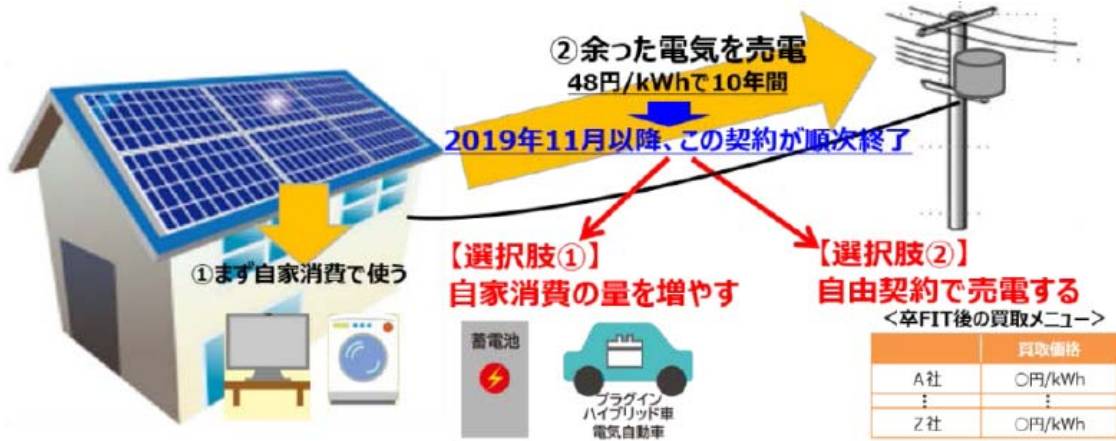 ②余った電気を売電
48円/kWhで10年間
2019年11月以降、この契約が順次終了
①まず自家消費で使う
【選択肢①】
自家消費の量を増やす
蓄電池
プラグイン
ハイブリッド車
電気自動車
【選択肢②】
自由契約で売電する
<卒FIT後の買取メニュー>
買取価格
A社 〇円/kWh
⋮ ⋮
Z社 〇円/kWh